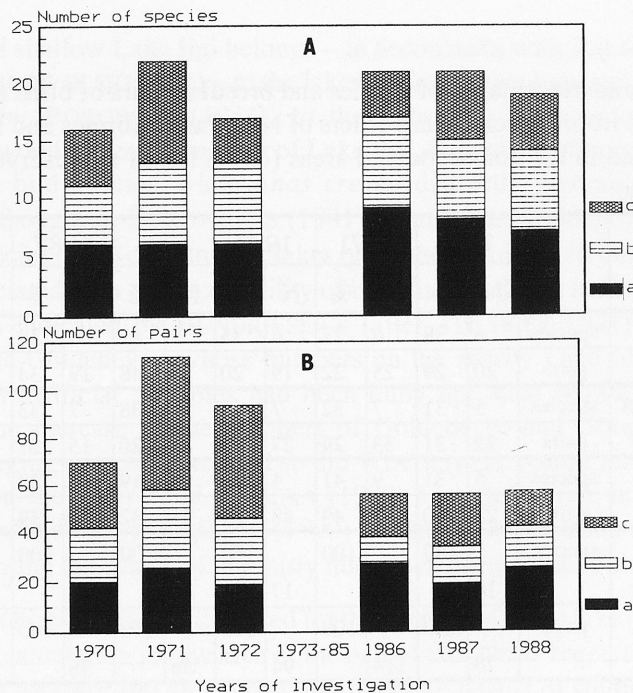 Number of species
A
25
20
15
10
5
0
c
b
a
Number of pairs
B
120
100
80
60
40
20
0
c
b
a
1970 1971 1972 1973-85 1986 1987 1988
Years of investigation